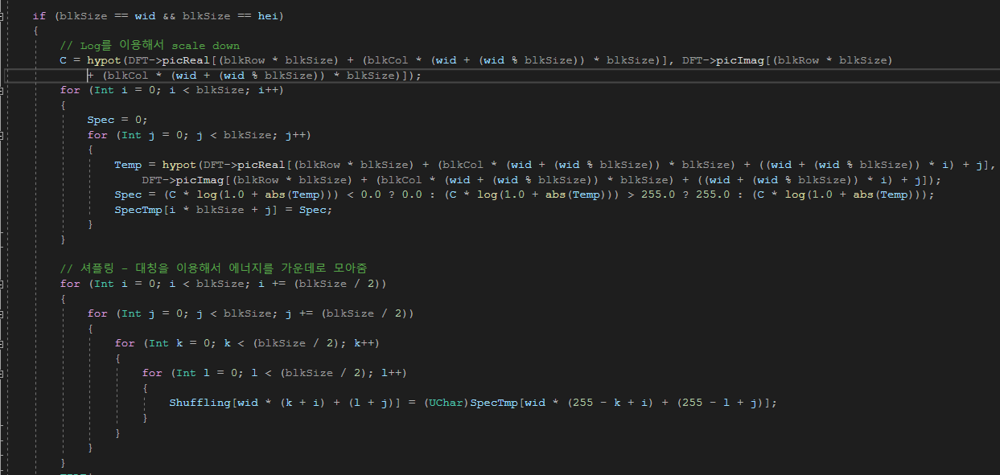 if (blkSize == wid && blkSize == hei)
{
// Log를 이용해서 scale down
C = hypot(DFT->picReal[(blkRow * blkSize) + (blkCol * (wid + (wid % blkSize)) * blkSize)], DFT->picImag[(blkRow * blkSize)
+ (blkCol * (wid + (wid % blkSize)) * blkSize)]);
for (Int i = 0; i < blkSize; i++)
{
Spec = 0;
for (Int j = 0; j < blkSize; j++)
{
Temp = hypot(DFT->picReal[(blkRow * blkSize) + (blkCol * (wid + (wid % blkSize)) * blkSize) + ((wid + (wid % blkSize)) * i) + j],
DFT->picImag[(blkRow * blkSize) + (blkCol * (wid + (wid % blkSize)) * blkSize) + ((wid + (wid % blkSize)) * i) + j]);
Spec = (C * log(1.0 + abs(Temp))) < 0.0 ? 0.0 : (C * log(1.0 + abs(Temp))) > 255.0 ? 255.0 : (C * log(1.0 + abs(Temp)));
SpecTmp[i * blkSize + j] = Spec;
}
}
// 셔플링 - 대칭을 이용해서 에너지를 가운데로 모아줌
for (Int i = 0; i < blkSize; i += (blkSize / 2))
{
for (Int j = 0; j < blkSize; j += (blkSize / 2))
{
for (Int k = 0; k < (blkSize / 2); k++)
{
for (Int l = 0; l < (blkSize / 2); l++)
{
Shuffling[wid * (k + i) + (l + j)] = (UChar)SpecTmp[wid * (255 - k + i) + (255 - l + j)];
}
}
}
}